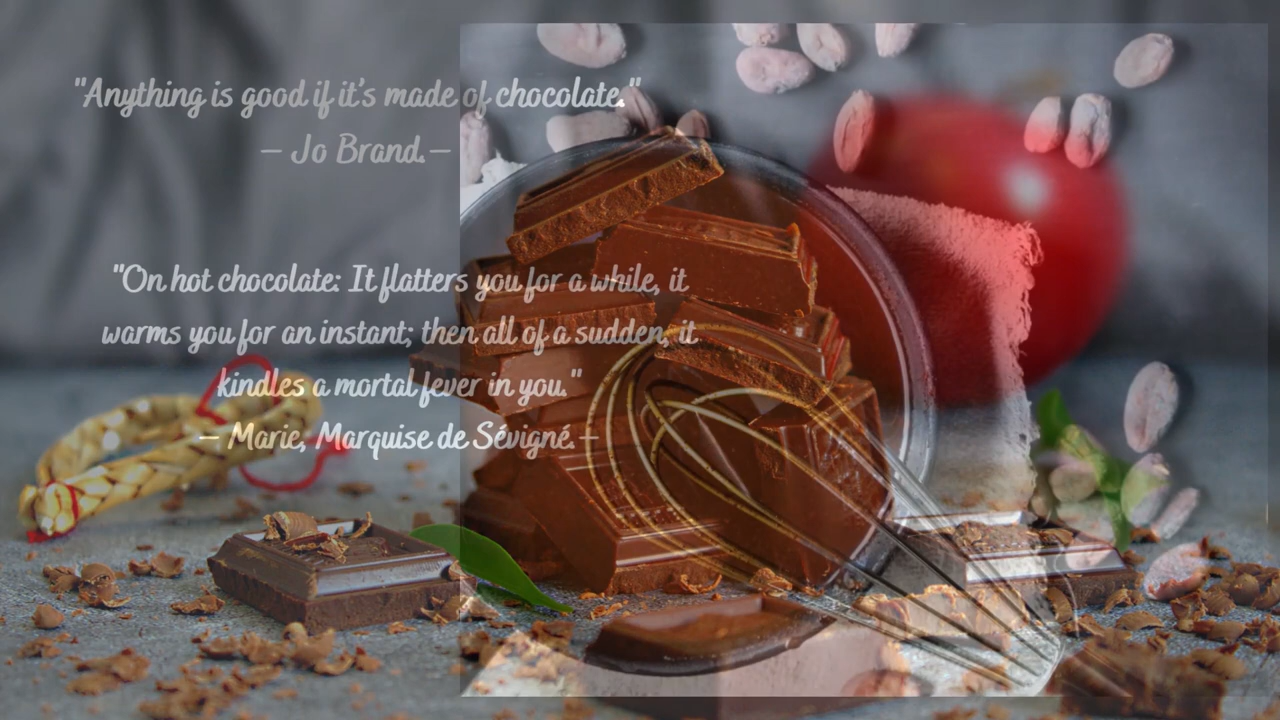 "Anything is good if it's made of chocolate."
– Jo Brand.–
"On hot chocolate: It flatters you for a while, it
warms you for an instant; then all of a sudden, it
kindles a mortal fever in you."
– Marie, Marquise de Sévigné.–